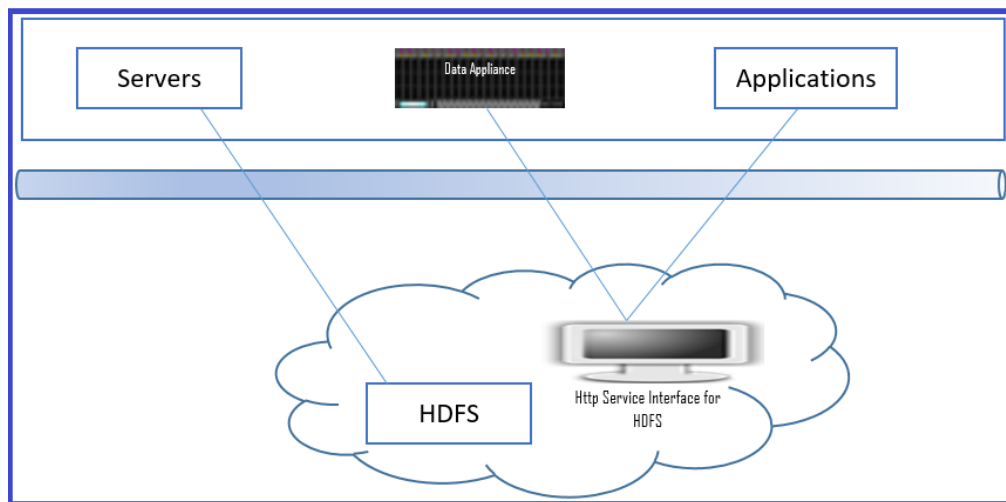 Servers
Data Appliance
Applications
Http Service Interface for
HDFS
HDFS